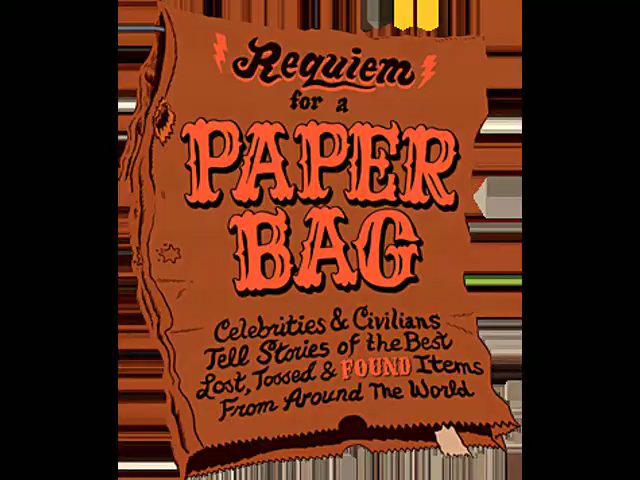 Requiem
for a
PAPER
BAG
Celebrities & Civilians
Tell Stories of the Best
Lost, Tossed & FOUND Items
From Around The World